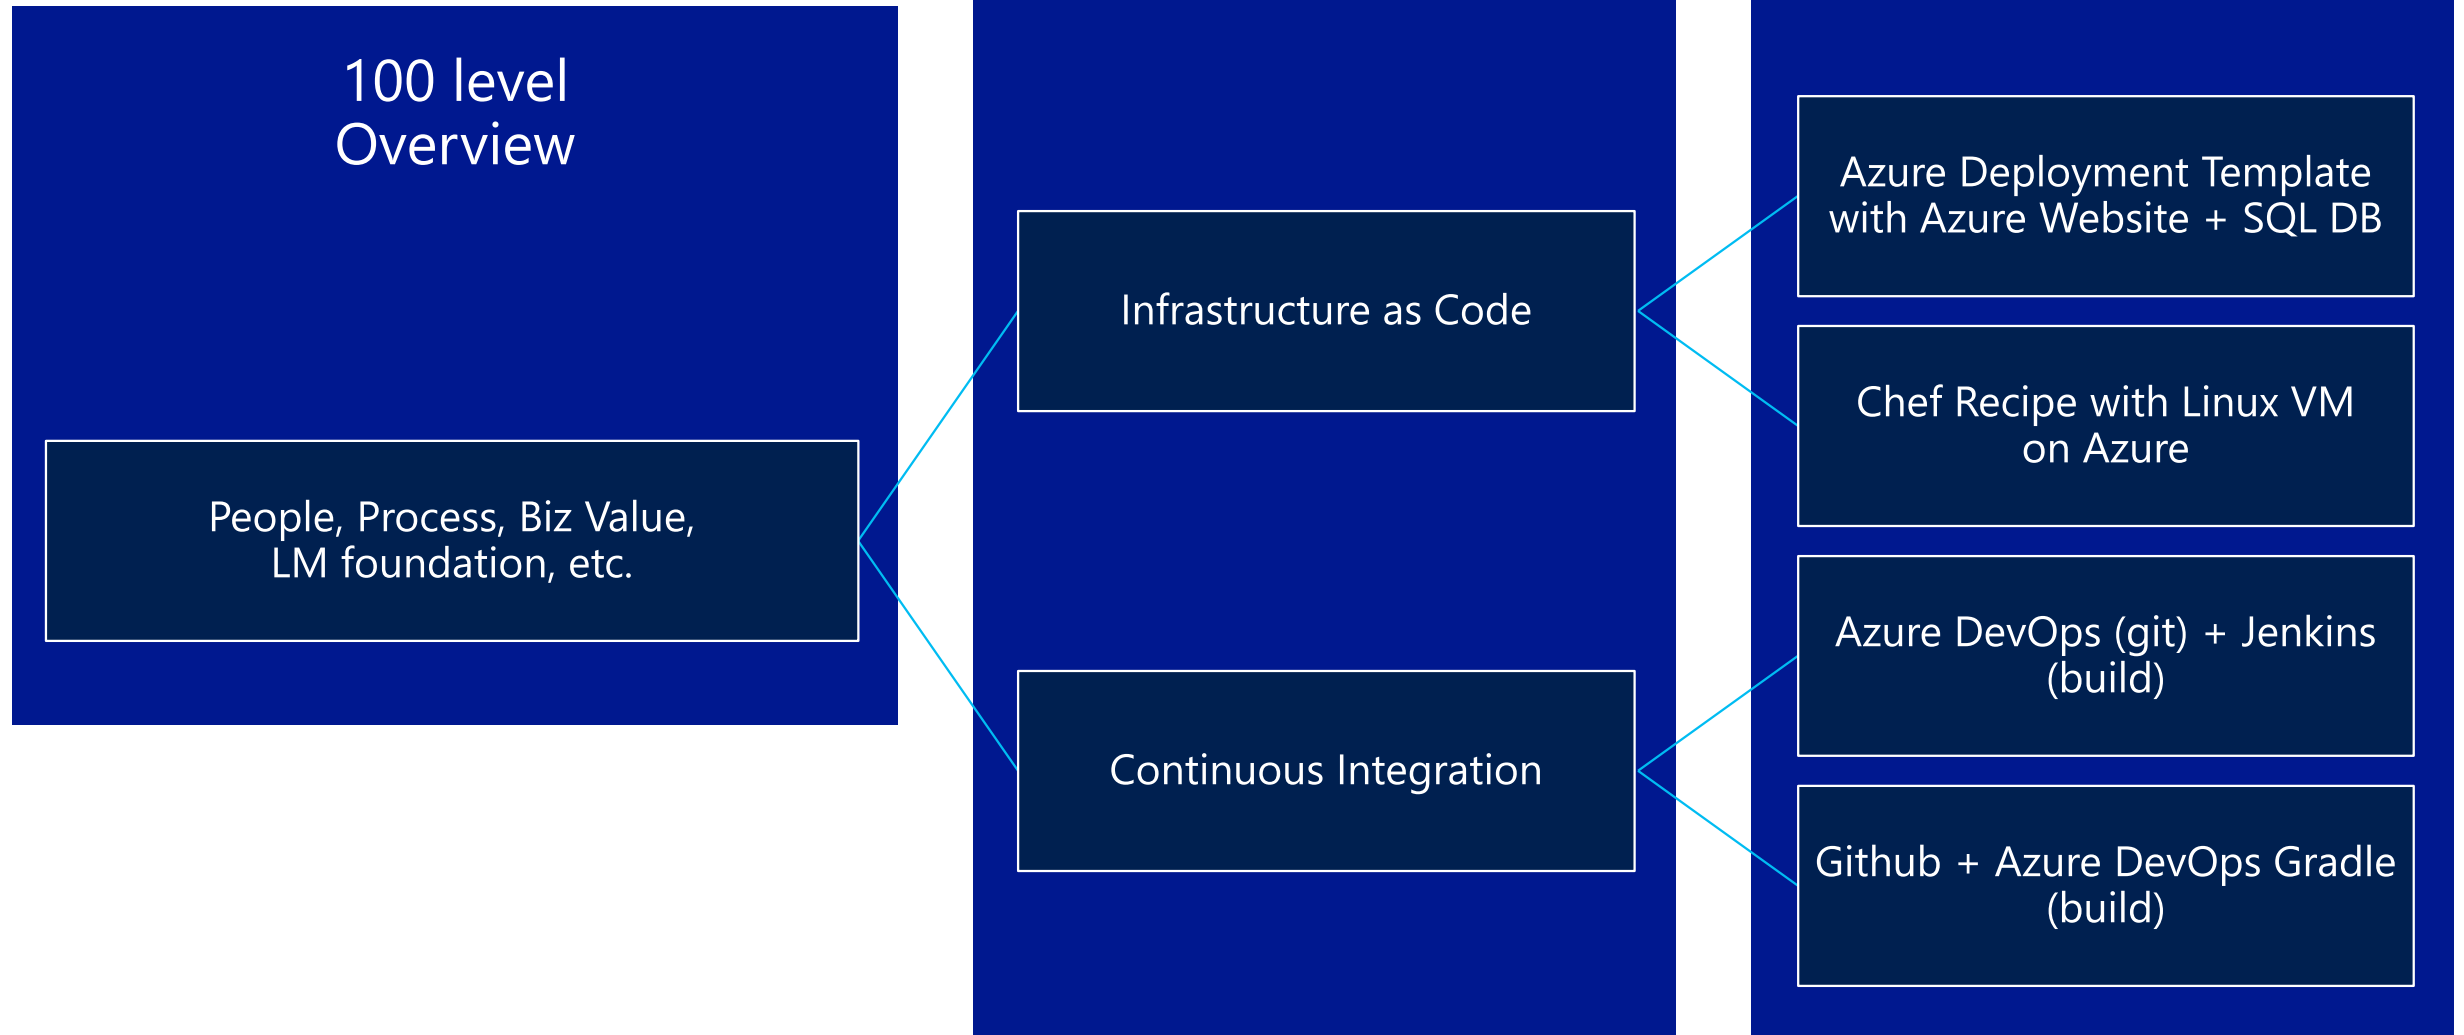 100 level
Overview
People, Process, Biz Value,
LM foundation, etc.
Infrastructure as Code
Continuous Integration
Azure Deployment Template
with Azure Website + SQL DB
Chef Recipe with Linux VM
on Azure
Azure DevOps (git) + Jenkins
(build)
Github + Azure DevOps Gradle
(build)